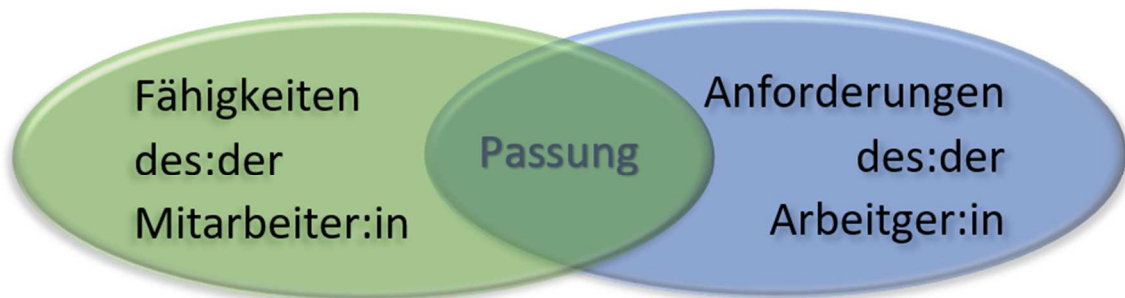 Fähigkeiten
des:der
Mitarbeiter:in
Passung
Anforderungen
des:der
Arbeitger:in